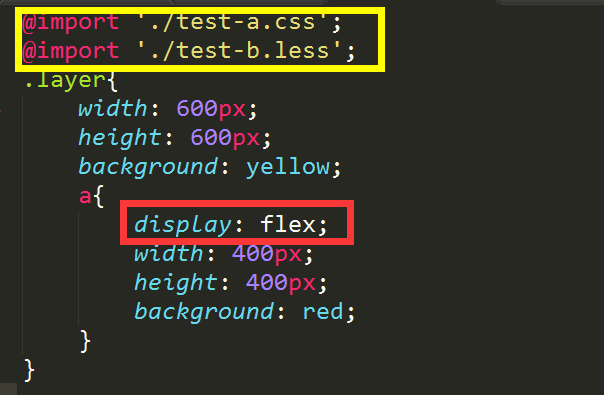 @import './test-a.css';
@import './test-b.less';
.layer{
    width: 600px;
    height: 600px;
    background: yellow;
    a{
        display: flex;
        width: 400px;
        height: 400px;
        background: red;
    }
}